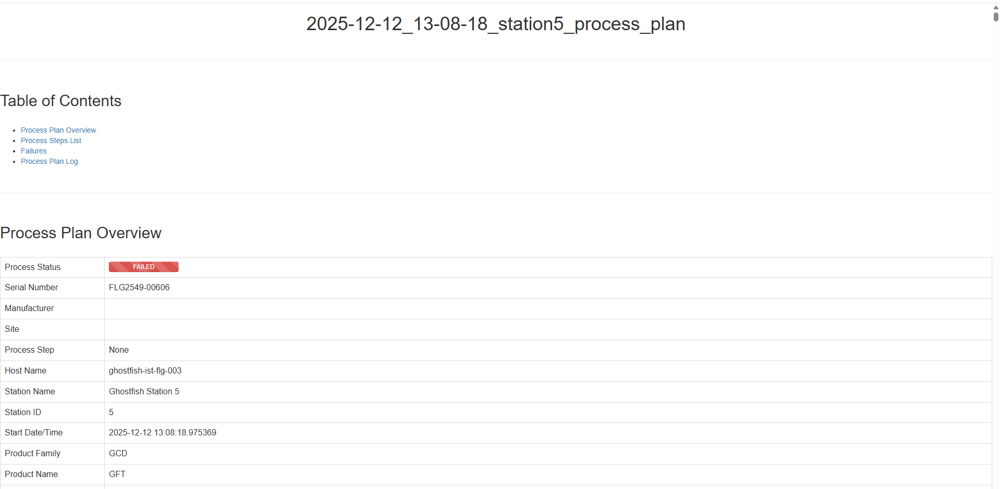 2025-12-12_13-08-18_station5_process_plan
Table of Contents
Process Plan Overview
Process Steps List
Failures
Process Plan Log
Process Plan Overview
Process Status FAILED
Serial Number FLG2549-00606
Manufacturer
Site
Process Step None
Host Name ghostfish-ist-flg-003
Station Name Ghostfish Station 5
Station ID 5
Start Date/Time 2025-12-12 13:08:18.975369
Product Family GCD
Product Name GFT